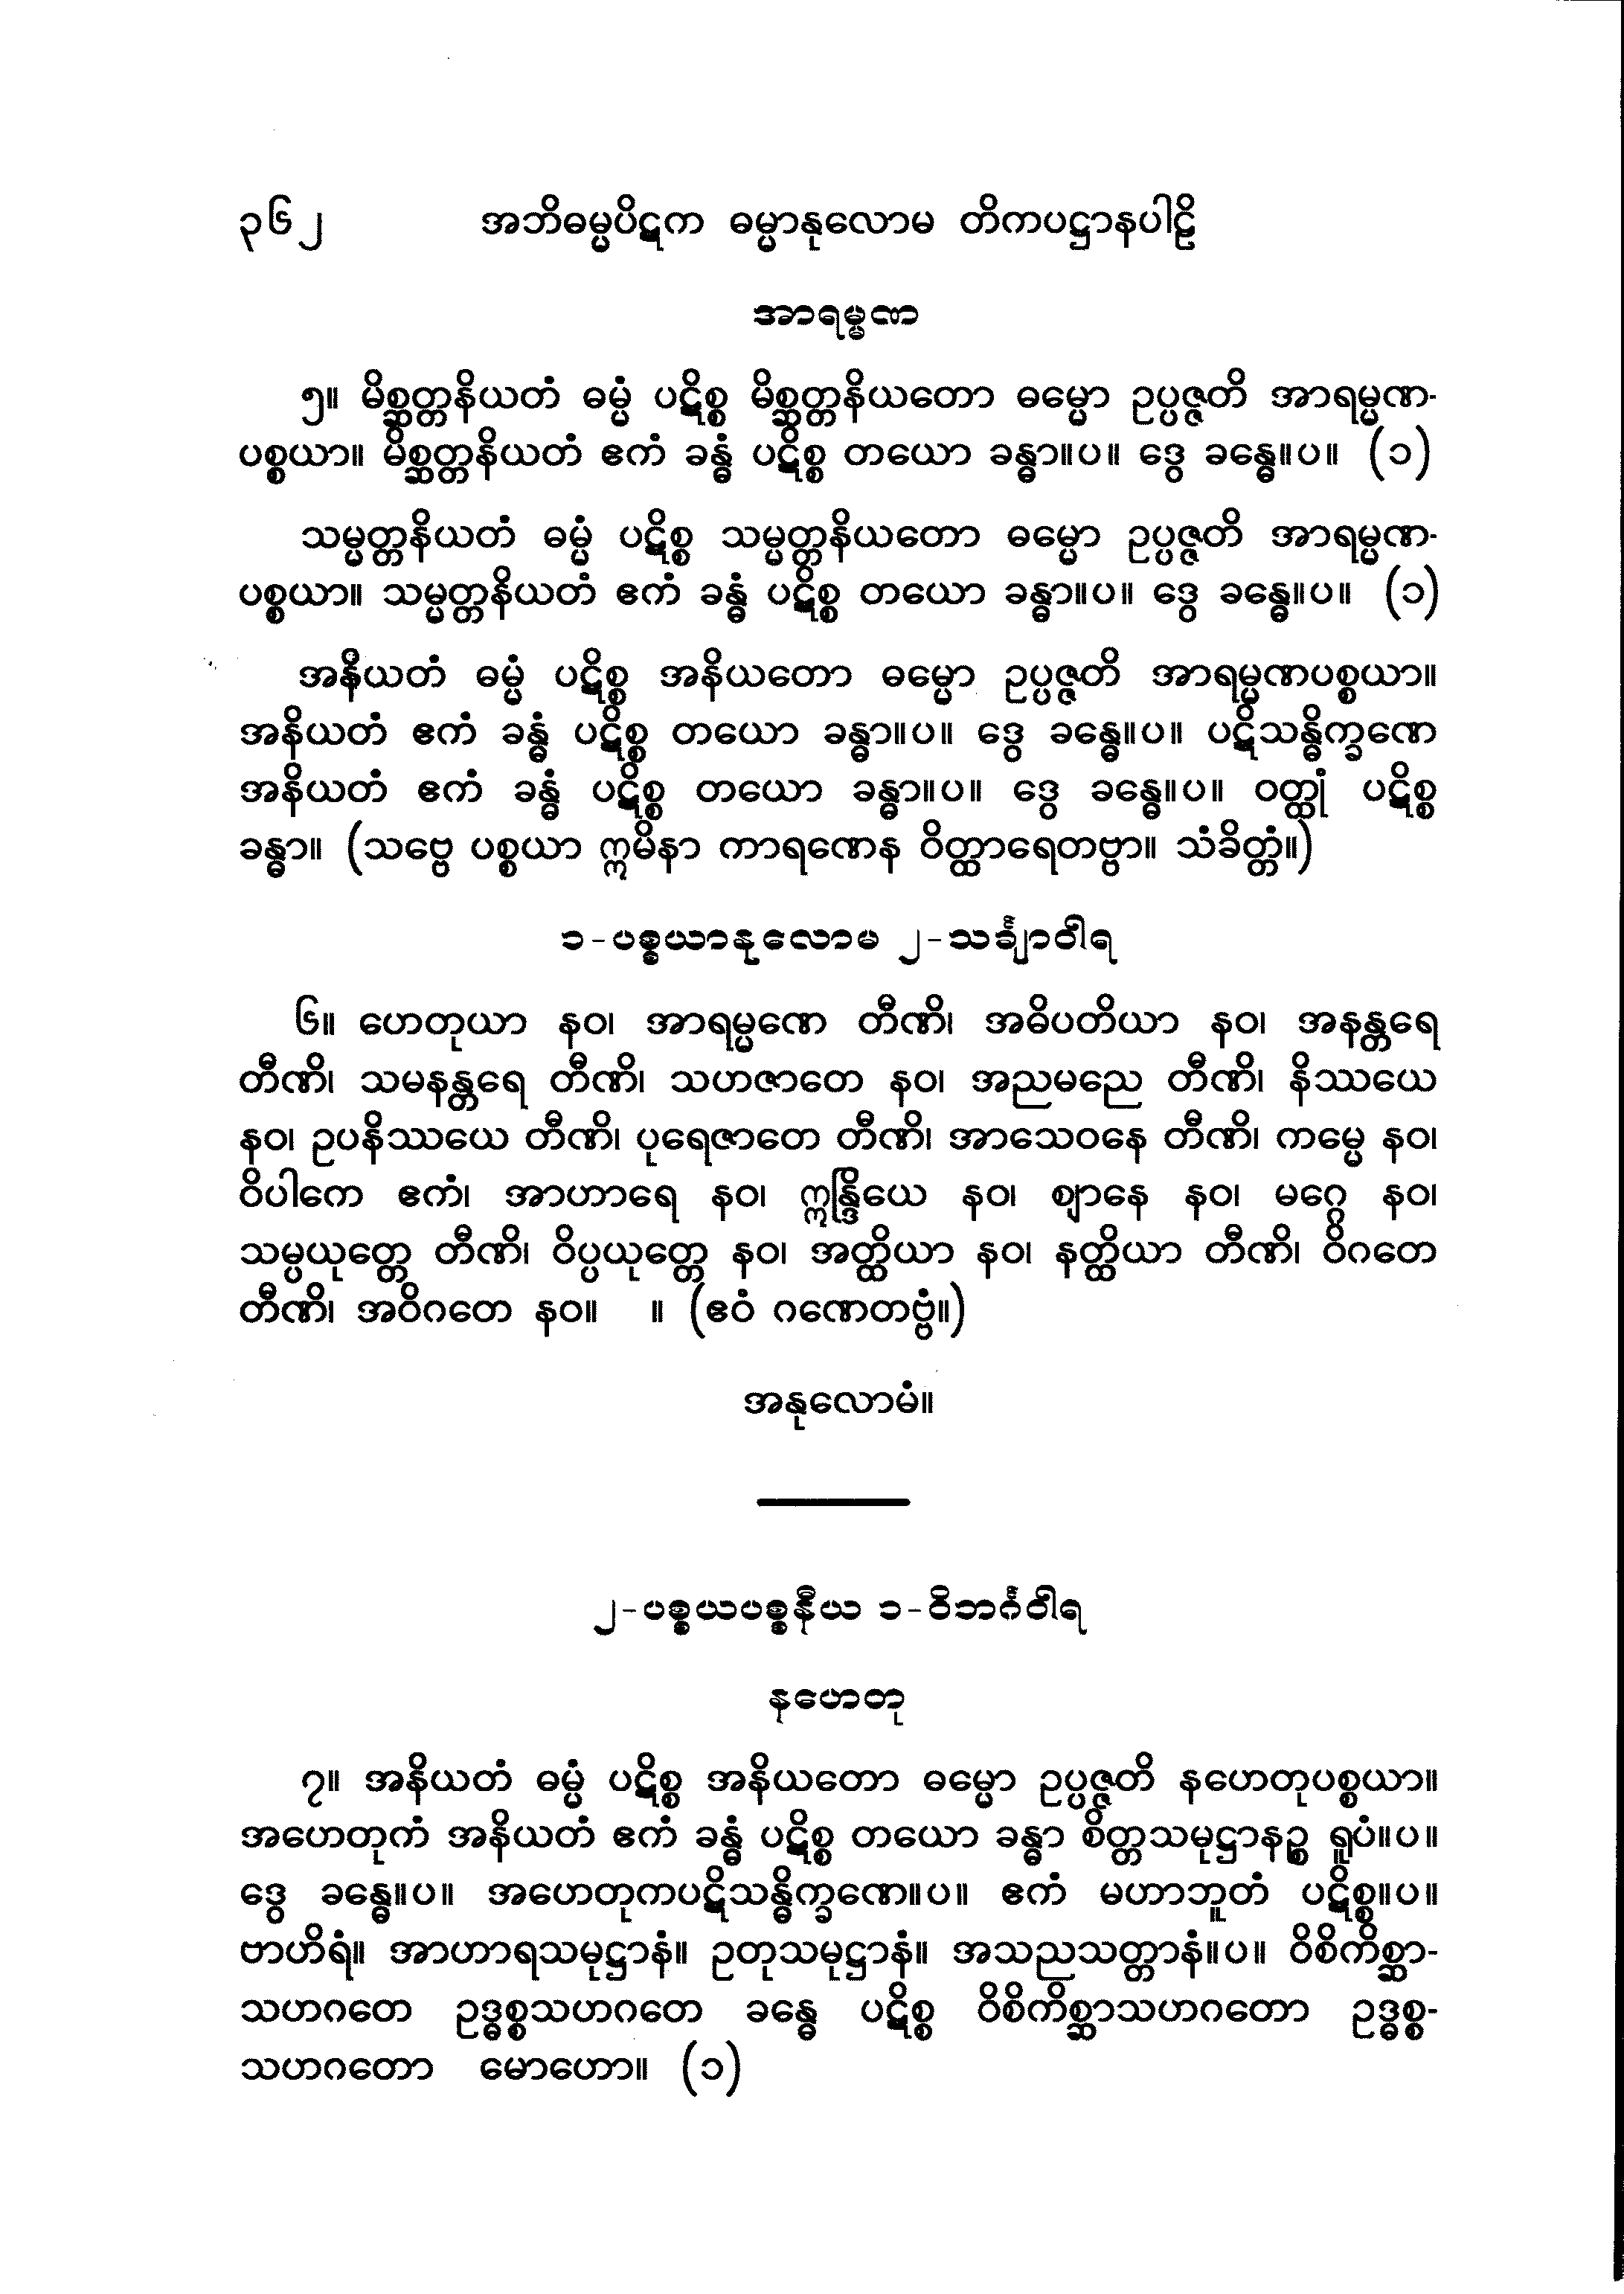 ၃၆၂ အဘိဓမ္မပိဋက ဓမ္မာနုလောမ တိကပဋ္ဌာနပါဠိ
အာရမ္မဏ
၅။ မိစ္ဆတ္တနိယတံ ဓမ္မံ ပဋိစ္စ မိစ္ဆတ္တနိယတော ဓမ္မော ဥပ္ပဇ္ဇတိ အာရမ္မဏ-
ပစ္စယာ။ မိစ္ဆတ္တနိယတံ ဧကံ ခန္ဓံ ပဋိစ္စ တယော ခန္ဓာ။ပ။ ဒွေ ခန္ဓေ။ပ။ (၁)
သမ္မတ္တနိယတံ ဓမ္မံ ပဋိစ္စ သမ္မတ္တနိယတော ဓမ္မော ဥပ္ပဇ္ဇတိ အာရမ္မဏ-
ပစ္စယာ။ သမ္မတ္တနိယတံ ဧကံ ခန္ဓံ ပဋိစ္စ တယော ခန္ဓာ။ပ။ ဒွေ ခန္ဓေ။ပ။ (၁)
အနိယတံ ဓမ္မံ ပဋိစ္စ အနိယတော ဓမ္မော ဥပ္ပဇ္ဇတိ အာရမ္မဏပစ္စယာ။
အနိယတံ ဧကံ ခန္ဓံ ပဋိစ္စ တယော ခန္ဓာ။ပ။ ဒွေ ခန္ဓေ။ပ။ ပဋိသန္ဓိက္ခဏေ
အနိယတံ ဧကံ ခန္ဓံ ပဋိစ္စ တယော ခန္ဓာ။ပ။ ဒွေ ခန္ဓေ။ပ။ ဝတ္ထုံ ပဋိစ္စ
ခန္ဓာ။ (သဗ္ဗေ ပစ္စယာ ဣမိနာ ကာရဏေန ဝိတ္ထာရေတဗ္ဗာ။ သံခိတ္တံ။)
၁-ပစ္စယာနုလောမ ၂-သင်္ချာဝါရ
၆။ ဟေတုယာ နဝ၊ အာရမ္မဏေ တီဏိ၊ အဓိပတိယာ နဝ၊ အနန္တရေ
တီဏိ၊ သမနန္တရေ တီဏိ၊ သဟဇာတေ နဝ၊ အညမညေ တီဏိ၊ နိဿယေ
နဝ၊ ဥပနိဿယေ တီဏိ၊ ပုရေဇာတေ တီဏိ၊ အာသေဝနေ တီဏိ၊ ကမ္မေ နဝ၊
ဝိပါကေ ဧကံ၊ အာဟာရေ နဝ၊ ဣန္ဒြိယေ နဝ၊ ဈာနေ နဝ၊ မဂ္ဂေ နဝ၊
သမ္ပယုတ္တေ တီဏိ၊ ဝိပ္ပယုတ္တေ နဝ၊ အတ္ထိယာ နဝ၊ နတ္ထိယာ တီဏိ၊ ဝိဂတေ
တီဏိ၊ အဝိဂတေ နဝ။ ။ (ဧဝံ ဂဏေတဗ္ဗံ။)
အနုလောမံ။
၂-ပစ္စယပစ္စနီယ ၁-ဝိဘင်္ဂဝါရ
နဟေတု
၇။ အနိယတံ ဓမ္မံ ပဋိစ္စ အနိယတော ဓမ္မော ဥပ္ပဇ္ဇတိ နဟေတုပစ္စယာ။
အဟေတုကံ အနိယတံ ဧကံ ခန္ဓံ ပဋိစ္စ တယော ခန္ဓာ စိတ္တသမုဋ္ဌာနဉ္စ ရူပံ။ပ။
ဒွေ ခန္ဓေ။ပ။ အဟေတုကပဋိသန္ဓိက္ခဏေ။ပ။ ဧကံ မဟာဘူတံ ပဋိစ္စ။ပ။
ဗာဟိရံ။ အာဟာရသမုဋ္ဌာနံ။ ဥတုသမုဋ္ဌာနံ။ အသညသတ္တာနံ။ပ။ ဝိစိကိစ္ဆာ-
သဟဂတေ ဥဒ္ဓစ္စသဟဂတေ ခန္ဓေ ပဋိစ္စ ဝိစိကိစ္ဆာသဟဂတော ဥဒ္ဓစ္စ-
သဟဂတော မောဟော။ (၁)